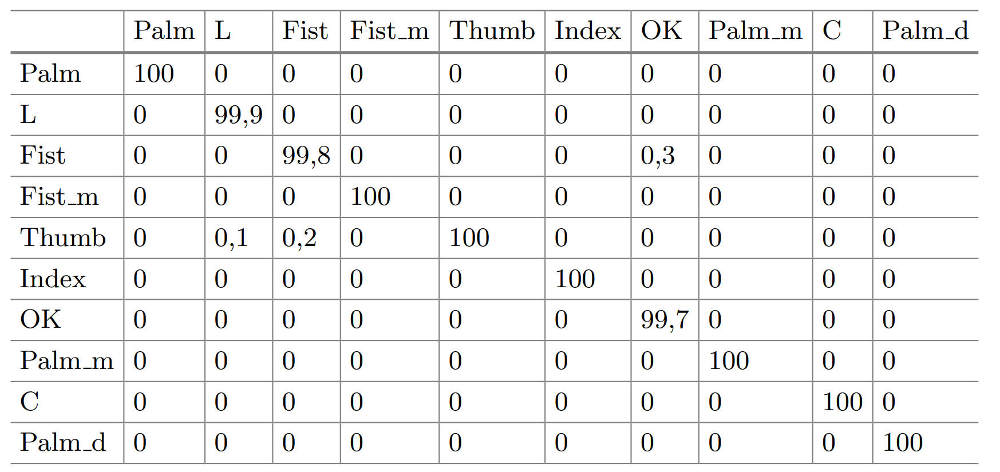 Palm L Fist Fist_m Thumb Index OK Palm_m C Palm_d
Palm 100 0 0 0 0 0 0 0 0 0
L 0 99,9 0 0 0 0 0 0 0 0
Fist 0 0 99,8 0 0 0 0,3 0 0 0
Fist_m 0 0 0 100 0 0 0 0 0 0
Thumb 0 0,1 0,2 0 100 0 0 0 0 0
Index 0 0 0 0 0 100 0 0 0 0
OK 0 0 0 0 0 0 99,7 0 0 0
Palm_m 0 0 0 0 0 0 0 100 0 0
C 0 0 0 0 0 0 0 0 100 0
Palm_d 0 0 0 0 0 0 0 0 0 100